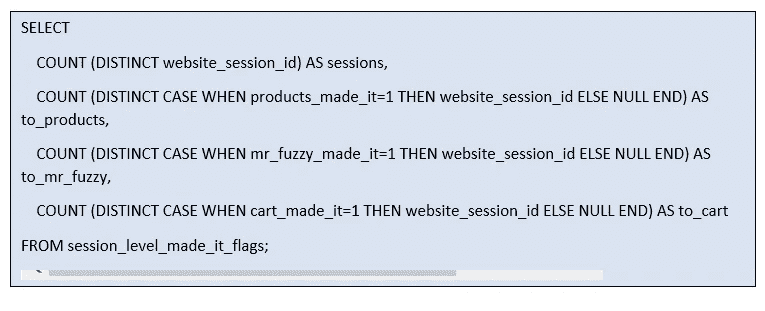 SELECT
COUNT (DISTINCT website_session_id) AS sessions,
COUNT (DISTINCT CASE WHEN products_made_it=1 THEN website_session_id ELSE NULL END) AS
to_products,
COUNT (DISTINCT CASE WHEN mr_fuzzy_made_it=1 THEN website_session_id ELSE NULL END) AS
to_mr_fuzzy,
COUNT (DISTINCT CASE WHEN cart_made_it=1 THEN website_session_id ELSE NULL END) AS to_cart
FROM session_level_made_it_flags;